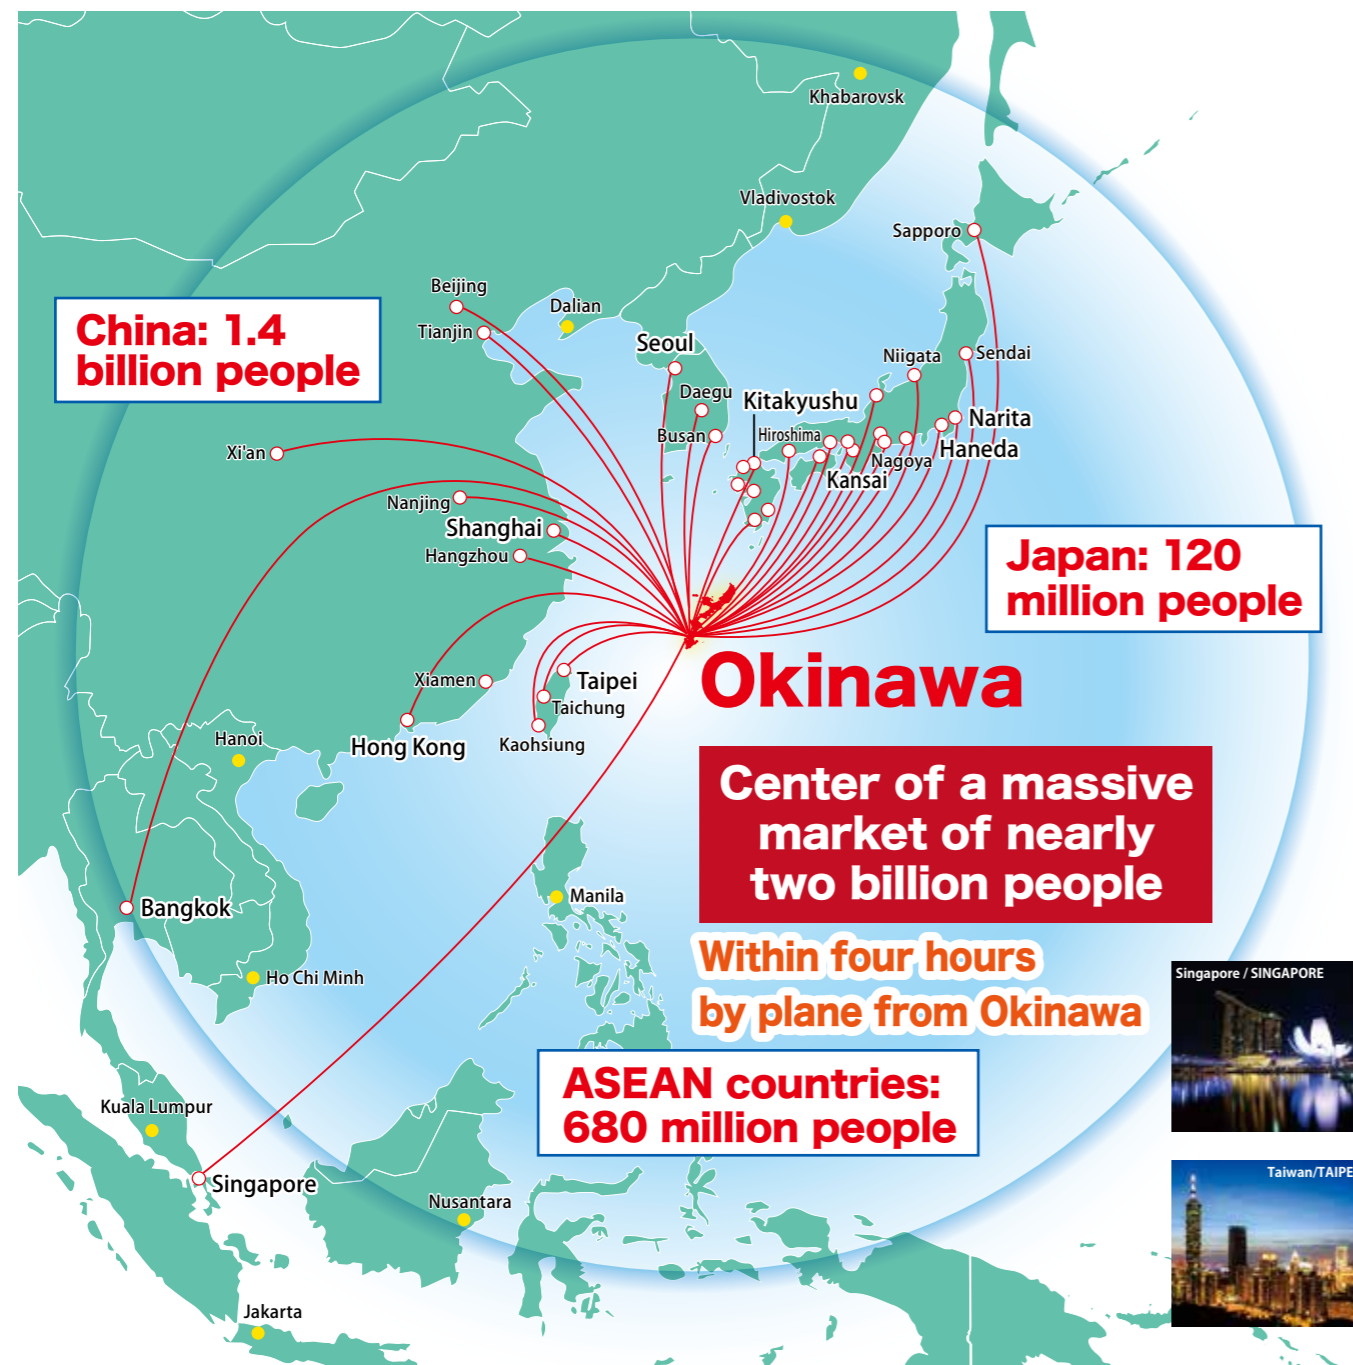 Khabarovsk
Vladivostok
Sapporo
Beijing
Dalian
Tianjin
China: 1.4
billion people
Seoul
Niigata
Sendai
Daegu
Kitakyushu
Narita
Busan
Hiroshima
Haneda
Nagoya
Kansai
Xi'an
Nanjing
Shanghai
Hangzhou
Japan: 120
million people
Okinawa
Xiamen
Taipei
Taichung
Kaohsiung
Hong Kong
Hanoi
Center of a massive
market of nearly
two billion people
Manila
Bangkok
Within four hours
by plane from Okinawa
Ho Chi Minh
Singapore / SINGAPORE
ASEAN countries:
680 million people
Kuala Lumpur
Singapore
Nusantara
Taiwan/TAIPE
Jakarta